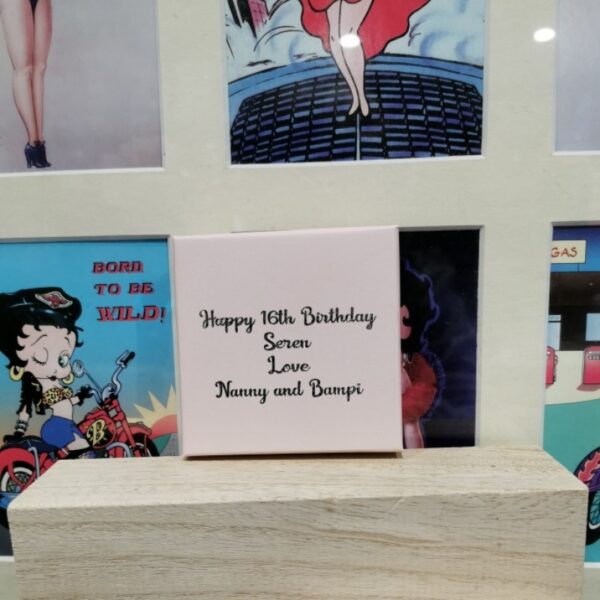 BORN
TO BE
WILD!
GAS
Happy 16th Birthday
Seren
Love
Nanny and Bampi
B